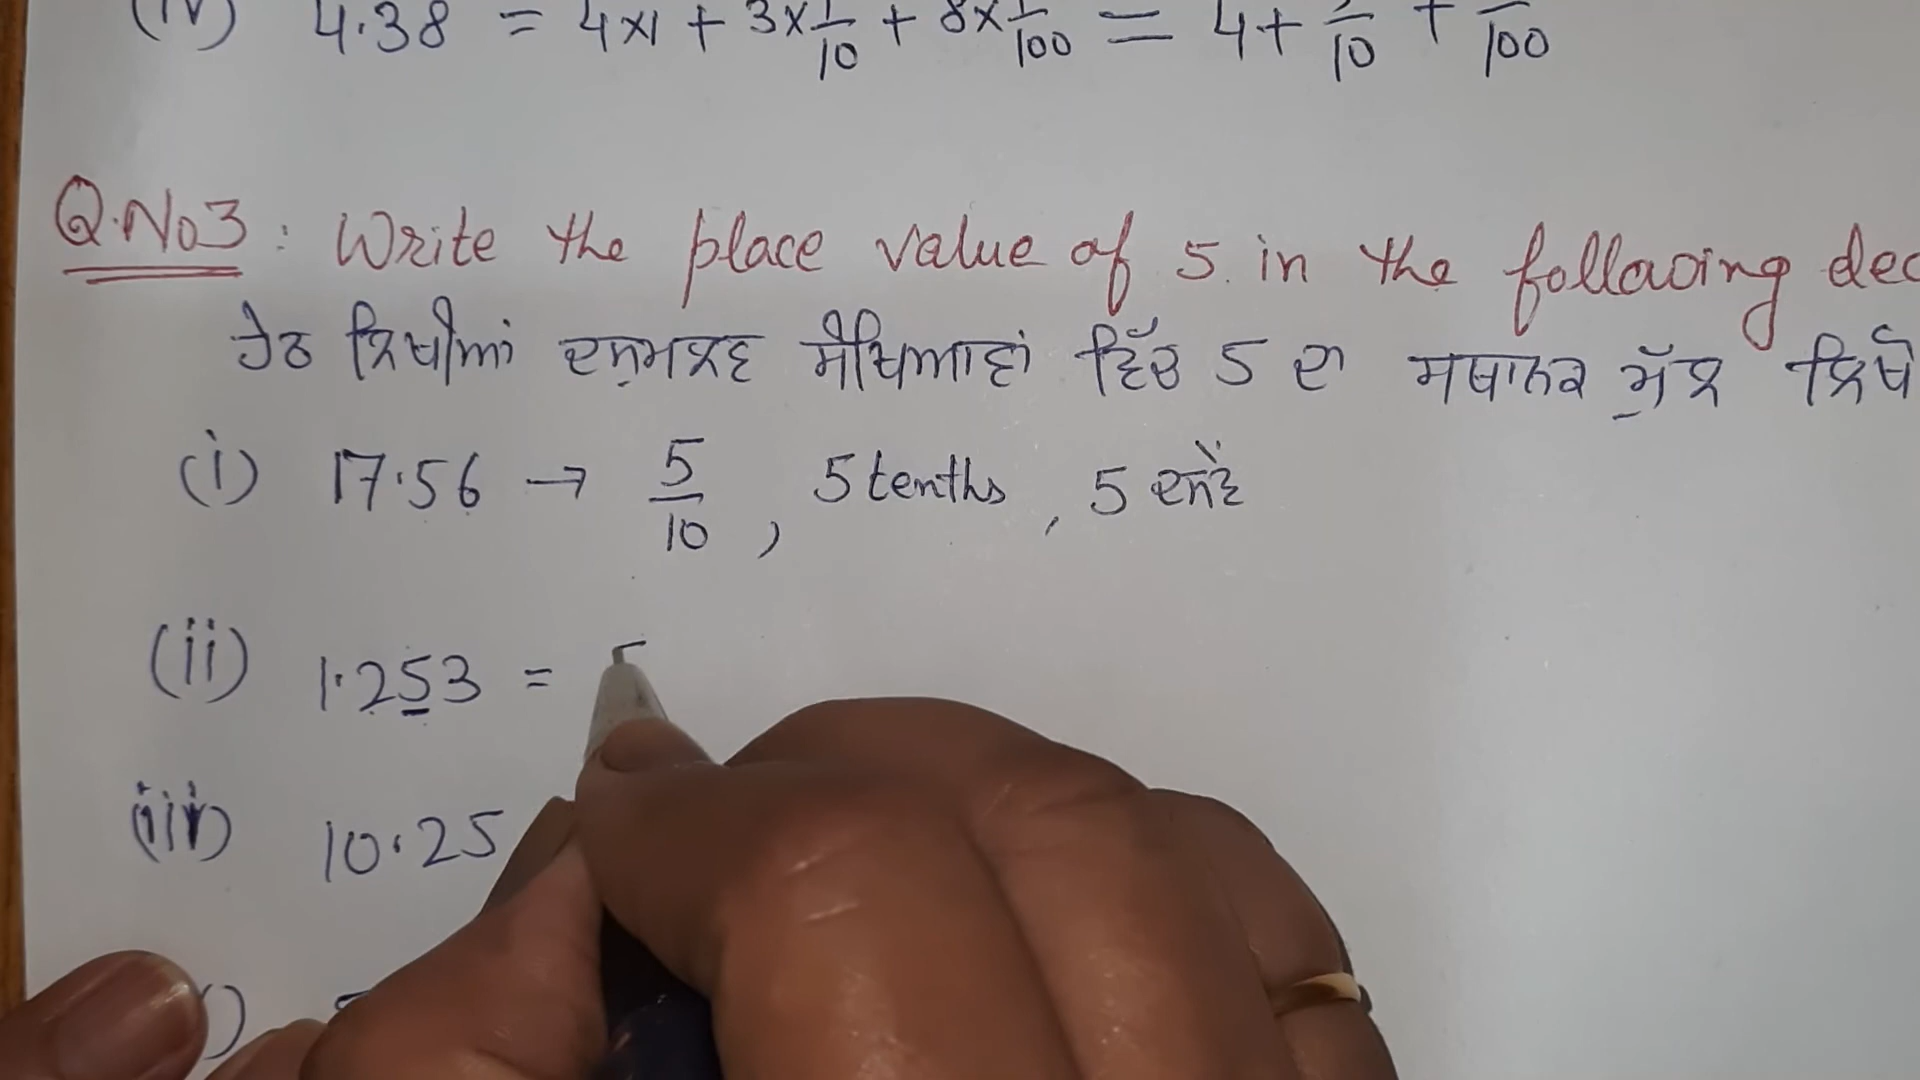 (iv) 4.38 = 4×1 + 3×1/10 + 8×1/100 = 4 + /10 + /100
Q.No3: Write the place value of 5 in the following dec
ਹੇਠ ਲਿਖੀਆਂ ਦਸ਼ਮਲਵ ਸੰਖਿਆਵਾਂ ਵਿੱਚ 5 ਦਾ ਸਥਾਨਕ ਮੁੱਲ ਲਿਖੋ
(i) 17.56 → 5/10, 5 tenths, 5 ਦਸਵੇਂ
(ii) 1.253 = 5
(iii) 10.25